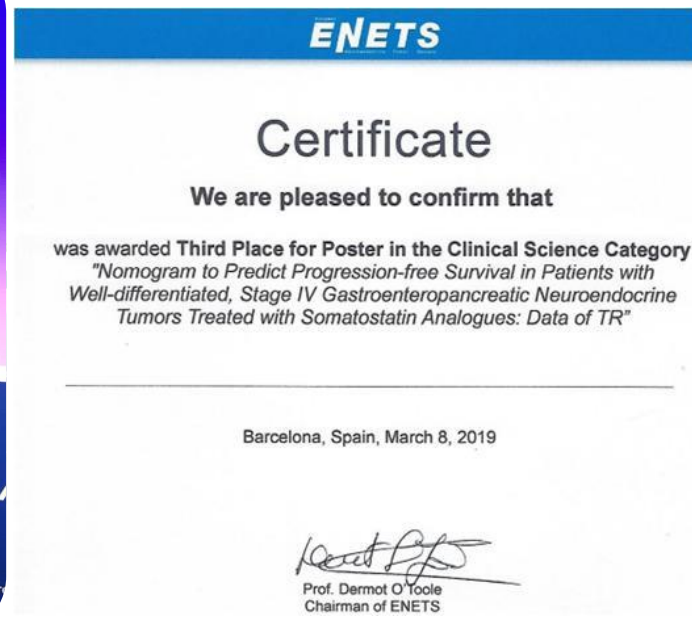 ENETS
Certificate
We are pleased to confirm that
was awarded Third Place for Poster in the Clinical Science Category
"Nomogram to Predict Progression-free Survival in Patients with
Well-differentiated, Stage IV Gastroenteropancreatic Neuroendocrine
Tumors Treated with Somatostatin Analogues: Data of TR"
Barcelona, Spain, March 8, 2019
Prof. Dermot O'Toole
Chairman of ENETS